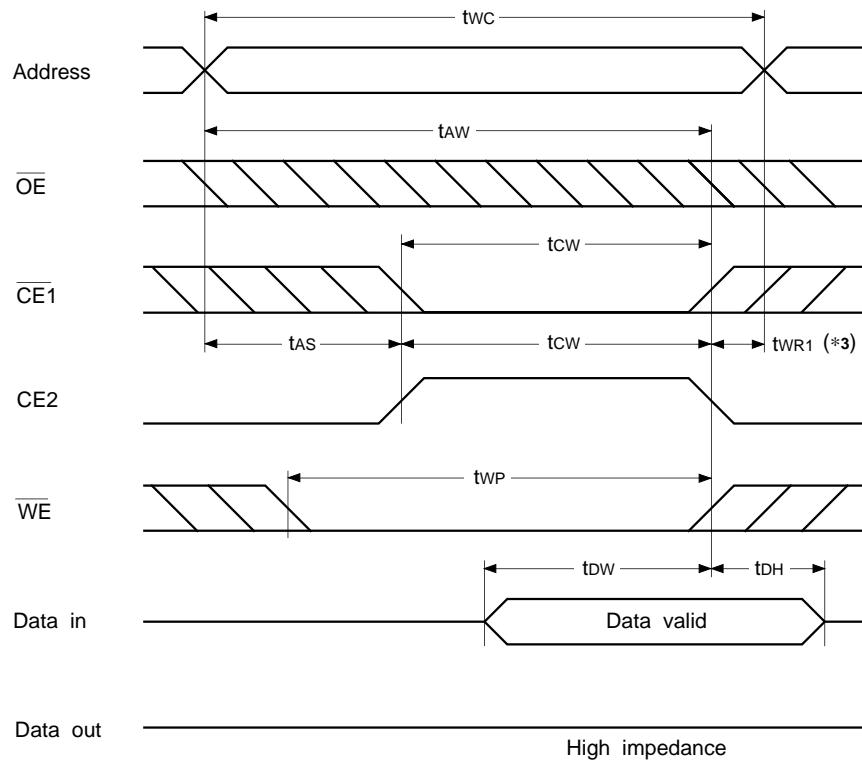 tWC
Address
tAW
OE
tCW
CE1
tAS
tCW
tWR1 (*3)
CE2
tWP
WE
tDW
tDH
Data in
Data valid
Data out
High impedance